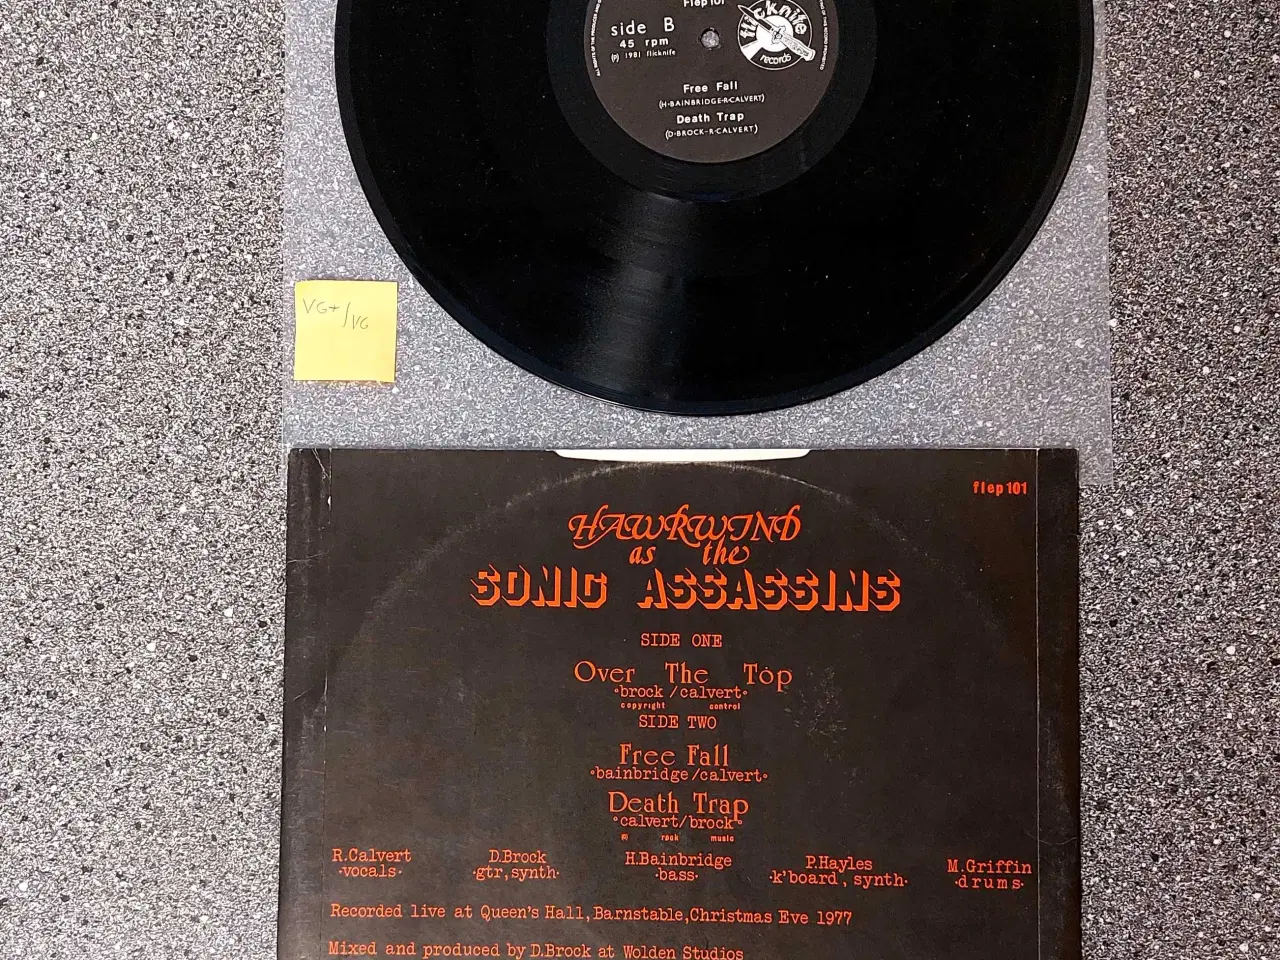 Flep 101
side B
45 rpm
(P) 1981 flicknife
flicknife
records
Free Fall
(H·BAINBRIDGE-R·CALVERT)
Death Trap
(D·BROCK-R·CALVERT)
VG+/VG
flep101
HAWKWIND
as the
SONIC ASSASSINS
SIDE ONE
Over The Top
·brock/calvert·
copyright control
SIDE TWO
Free Fall
·bainbridge/calvert·
Death Trap
·calvert/brock·
rock music
R.Calvert D.Brock H.Bainbridge P.Hayles M.Griffin
·vocals· ·gtr,synth· ·bass· ·k'board, synth· ·drums·
Recorded live at Queen's Hall,Barnstable,Christmas Eve 1977
Mixed and produced by D.Brock at Wolden Studios